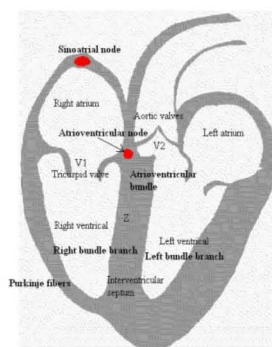 Sinoatrial node
Right atrium
Aortic valves
Atrioventricular node
Left atrium
V2
V1
Tricurpid valve
Atrioventricular
bundle
Z
Right ventrical
Left ventrical
Right bundle branch
Left bundle branch
Purkinje fibers
Interventricular
septum